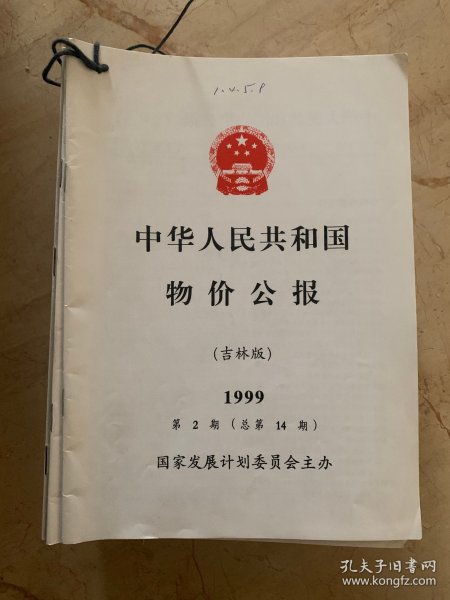 1.4.5.8
中华人民共和国
物价公报
(吉林版)
1999
第 2 期 (总第 14 期)
国家发展计划委员会主办
孔夫子旧书网
www.kongfz.com